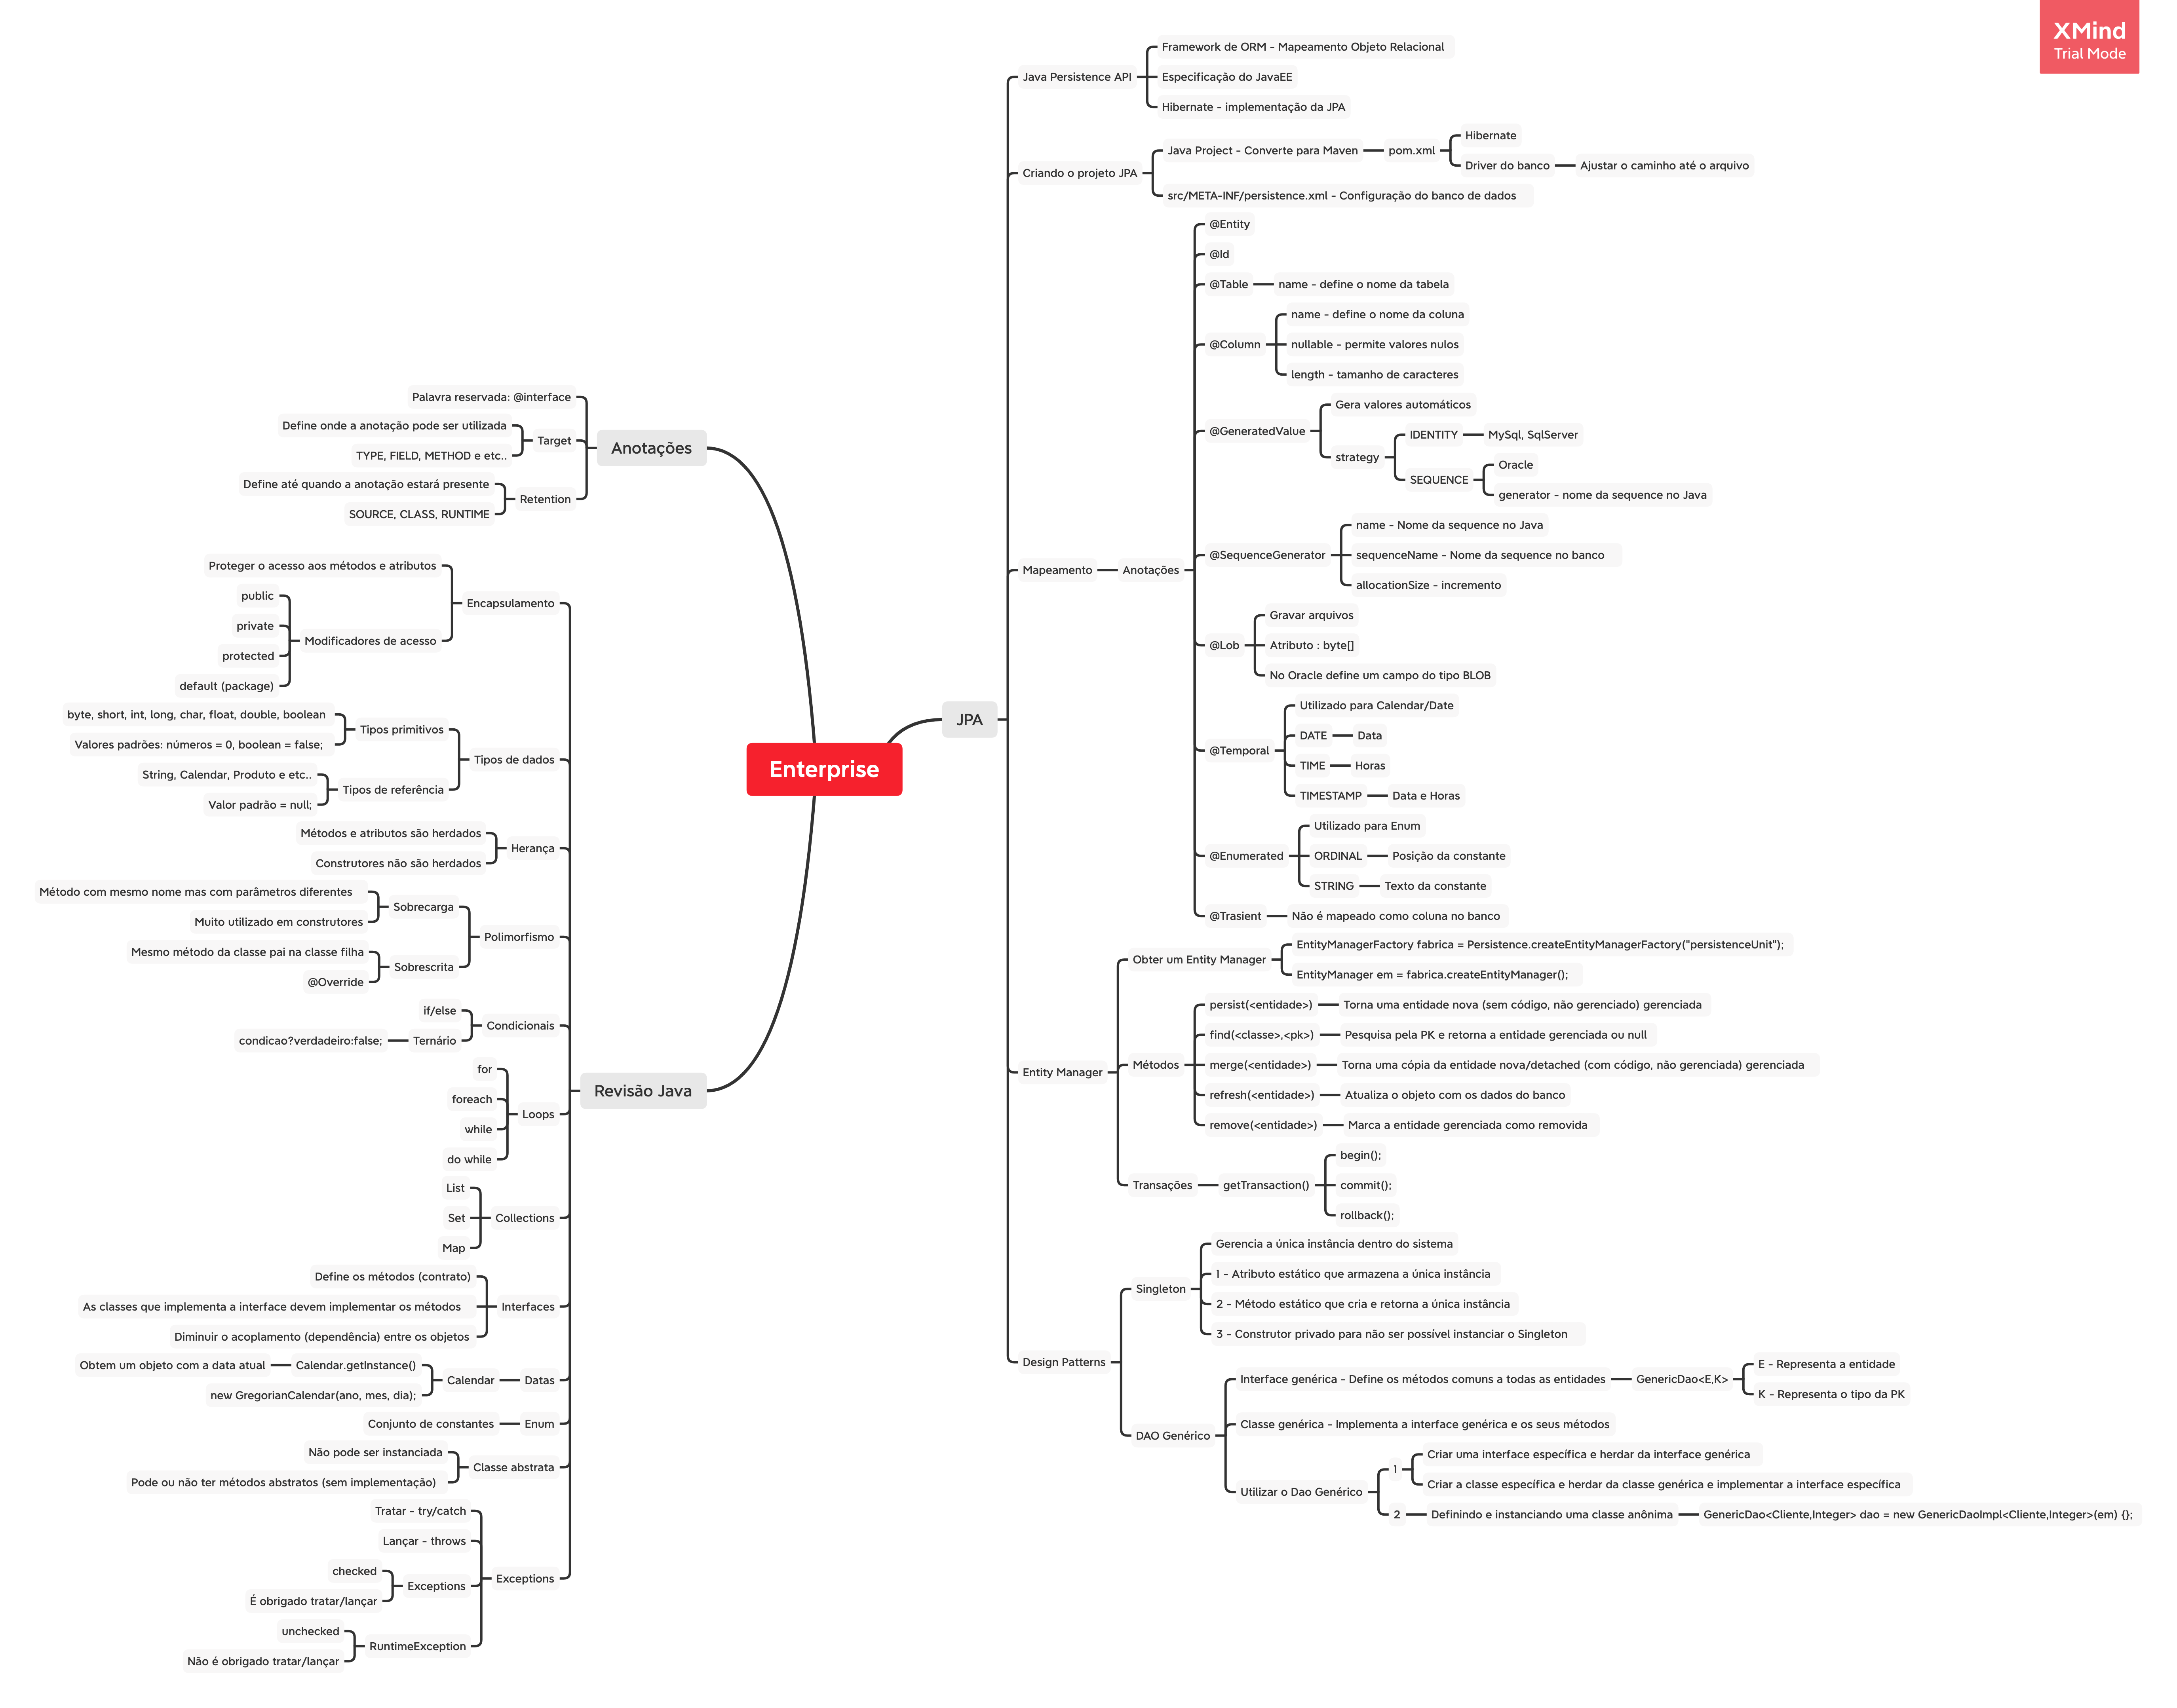 XMind
Trial Mode
Enterprise
JPA
Java Persistence API
Framework de ORM - Mapeamento Objeto Relacional
Especificação do JavaEE
Hibernate - implementação da JPA
Criando o projeto JPA
Java Project - Converte para Maven
pom.xml
Hibernate
Driver do banco
Ajustar o caminho até o arquivo
src/META-INF/persistence.xml - Configuração do banco de dados
Mapeamento
Anotações
@Entity
@Id
@Table
name - define o nome da tabela
@Column
name - define o nome da coluna
nullable - permite valores nulos
length - tamanho de caracteres
@GeneratedValue
Gera valores automáticos
strategy
IDENTITY
MySql, SqlServer
SEQUENCE
Oracle
generator - nome da sequence no Java
@SequenceGenerator
name - Nome da sequence no Java
sequenceName - Nome da sequence no banco
allocationSize - incremento
@Lob
Gravar arquivos
Atributo : byte[]
No Oracle define um campo do tipo BLOB
@Temporal
Utilizado para Calendar/Date
DATE
Data
TIME
Horas
TIMESTAMP
Data e Horas
@Enumerated
Utilizado para Enum
ORDINAL
Posição da constante
STRING
Texto da constante
@Trasient
Não é mapeado como coluna no banco
Entity Manager
Obter um Entity Manager
EntityManagerFactory fabrica = Persistence.createEntityManagerFactory("persistenceUnit");
EntityManager em = fabrica.createEntityManager();
Métodos
persist(<entidade>)
Torna uma entidade nova (sem código, não gerenciado) gerenciada
find(<classe>,<pk>)
Pesquisa pela PK e retorna a entidade gerenciada ou null
merge(<entidade>)
Torna uma cópia da entidade nova/detached (com código, não gerenciada) gerenciada
refresh(<entidade>)
Atualiza o objeto com os dados do banco
remove(<entidade>)
Marca a entidade gerenciada como removida
Transações
getTransaction()
begin();
commit();
rollback();
Design Patterns
Singleton
Gerencia a única instância dentro do sistema
1 - Atributo estático que armazena a única instância
2 - Método estático que cria e retorna a única instância
3 - Construtor privado para não ser possível instanciar o Singleton
DAO Genérico
Interface genérica - Define os métodos comuns a todas as entidades
GenericDao<E,K>
E - Representa a entidade
K - Representa o tipo da PK
Classe genérica - Implementa a interface genérica e os seus métodos
Utilizar o Dao Genérico
1
Criar uma interface específica e herdar da interface genérica
Criar a classe específica e herdar da classe genérica e implementar a interface específica
2
Definindo e instanciando uma classe anônima
GenericDao<Cliente,Integer> dao = new GenericDaoImpl<Cliente,Integer>(em) {};
Anotações
Palavra reservada: @interface
Target
Define onde a anotação pode ser utilizada
TYPE, FIELD, METHOD e etc..
Retention
Define até quando a anotação estará presente
SOURCE, CLASS, RUNTIME
Revisão Java
Encapsulamento
Proteger o acesso aos métodos e atributos
Modificadores de acesso
public
private
protected
default (package)
Tipos de dados
Tipos primitivos
byte, short, int, long, char, float, double, boolean
Valores padrões: números = 0, boolean = false;
Tipos de referência
String, Calendar, Produto e etc..
Valor padrão = null;
Herança
Métodos e atributos são herdados
Construtores não são herdados
Polimorfismo
Sobrecarga
Método com mesmo nome mas com parâmetros diferentes
Muito utilizado em construtores
Sobrescrita
Mesmo método da classe pai na classe filha
@Override
Condicionais
if/else
Ternário
condicao?verdadeiro:false;
Loops
for
foreach
while
do while
Collections
List
Set
Map
Interfaces
Define os métodos (contrato)
As classes que implementa a interface devem implementar os métodos
Diminuir o acoplamento (dependência) entre os objetos
Datas
Calendar
Calendar.getInstance()
Obtem um objeto com a data atual
new GregorianCalendar(ano, mes, dia);
Enum
Conjunto de constantes
Classe abstrata
Não pode ser instanciada
Pode ou não ter métodos abstratos (sem implementação)
Exceptions
Tratar - try/catch
Lançar - throws
Exceptions
checked
É obrigado tratar/lançar
RuntimeException
unchecked
Não é obrigado tratar/lançar